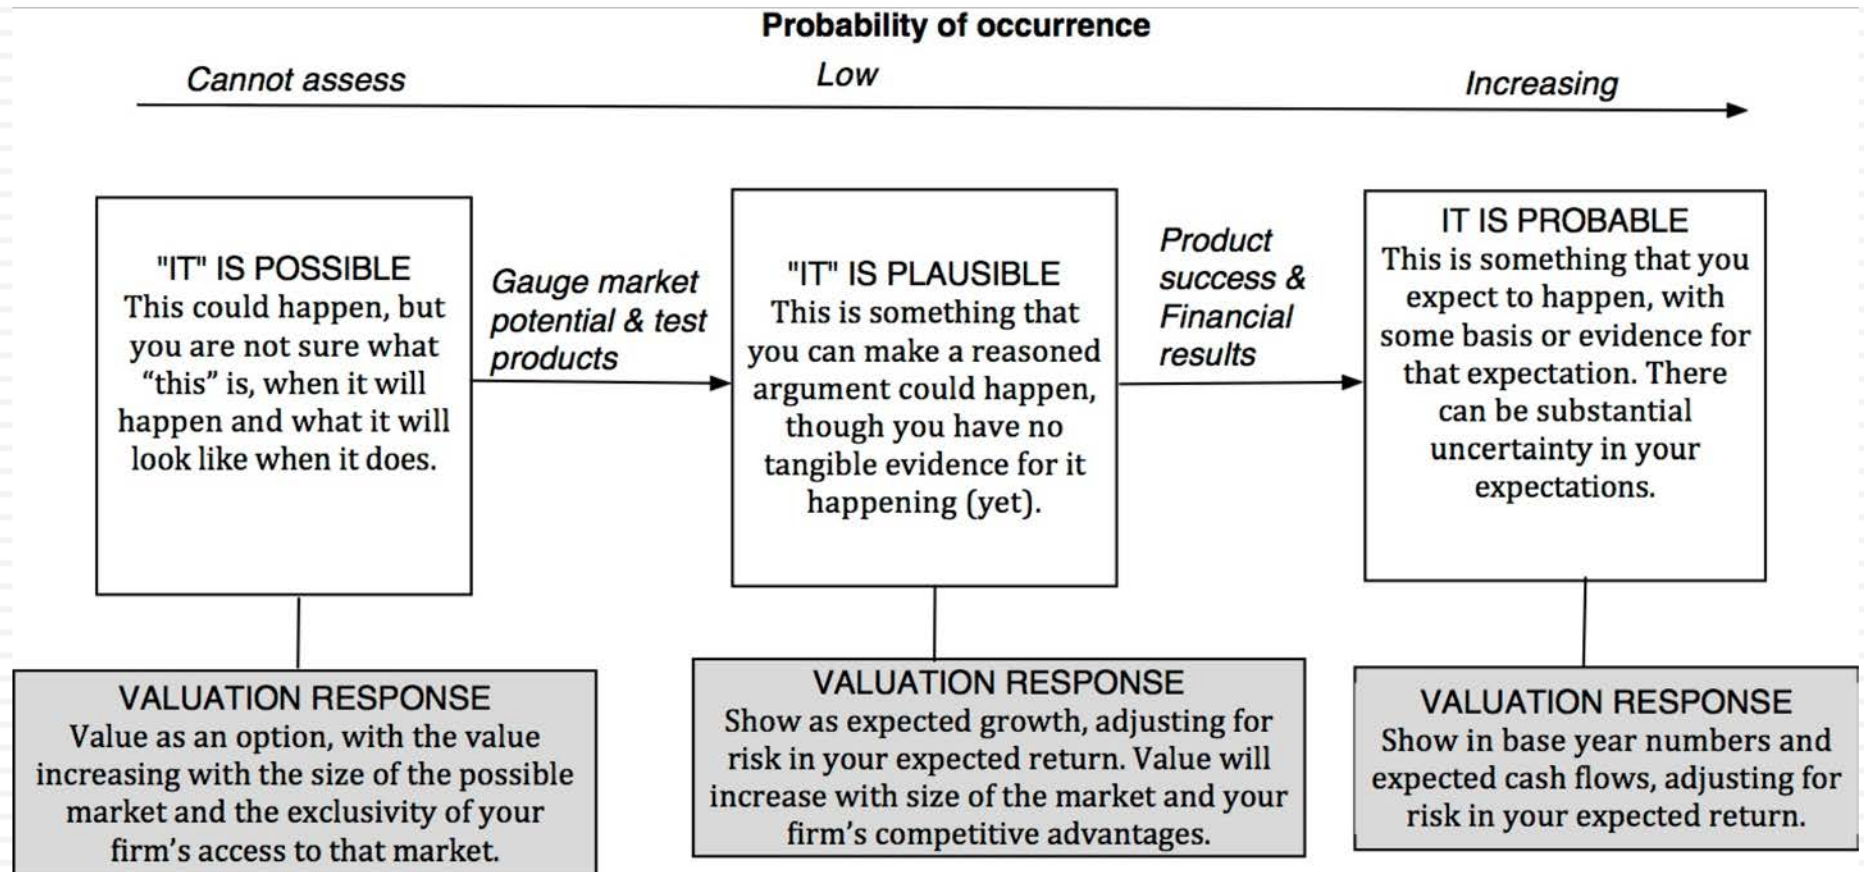 Probability of occurrence
Cannot assess
Low
Increasing
"IT" IS POSSIBLE
This could happen, but
you are not sure what
“this” is, when it will
happen and what it will
look like when it does.
Gauge market
potential & test
products
"IT" IS PLAUSIBLE
This is something that
you can make a reasoned
argument could happen,
though you have no
tangible evidence for it
happening (yet).
Product
success &
Financial
results
IT IS PROBABLE
This is something that you
expect to happen, with
some basis or evidence for
that expectation. There
can be substantial
uncertainty in your
expectations.
VALUATION RESPONSE
Value as an option, with the value
increasing with the size of the possible
market and the exclusivity of your
firm’s access to that market.
VALUATION RESPONSE
Show as expected growth, adjusting for
risk in your expected return. Value will
increase with size of the market and your
firm’s competitive advantages.
VALUATION RESPONSE
Show in base year numbers and
expected cash flows, adjusting for
risk in your expected return.